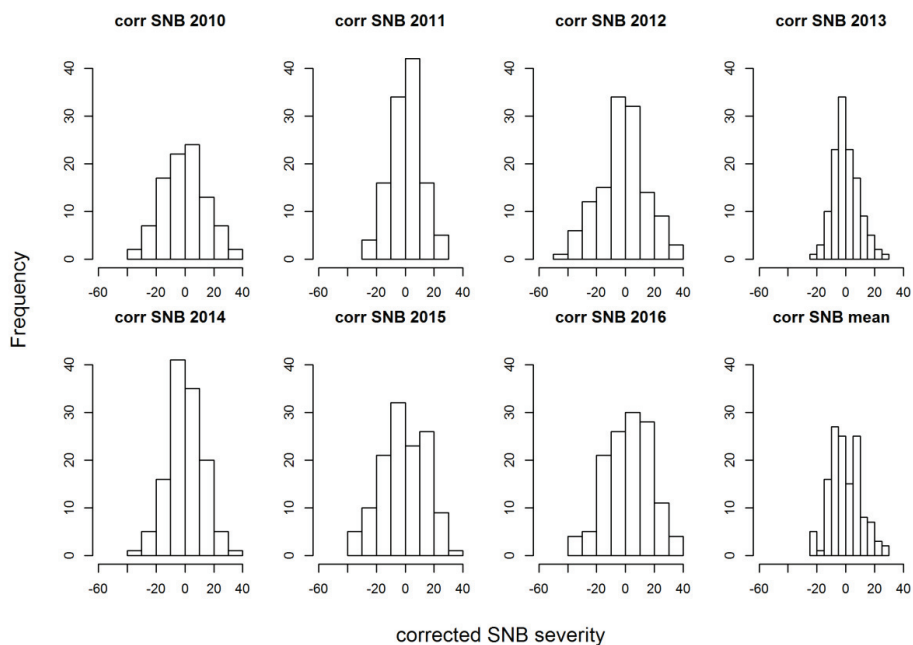 corr SNB 2010
corr SNB 2011
corr SNB 2012
corr SNB 2013
0 10 20 30 40
0 10 20 30 40
0 10 20 30 40
0 10 20 30 40
-60 -20 0 20 40
-60 -20 0 20 40
-60 -20 0 20 40
-60 -20 0 20 40
Frequency
corr SNB 2014
corr SNB 2015
corr SNB 2016
corr SNB mean
0 10 20 30 40
0 10 20 30 40
0 10 20 30 40
0 10 20 30 40
-60 -20 0 20 40
-60 -20 0 20 40
-60 -20 0 20 40
-60 -20 0 20 40
corrected SNB severity